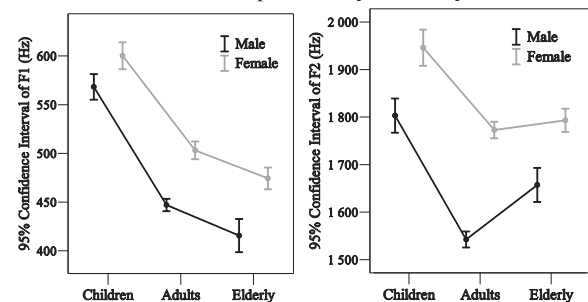 95% Confidence Interval of F1 (Hz)
600
550
500
450
400
Male
Female
Children Adults Elderly
95% Confidence Interval of F2 (Hz)
2 000
1 900
1 800
1 700
1 600
1 500
Male
Female
Children Adults Elderly